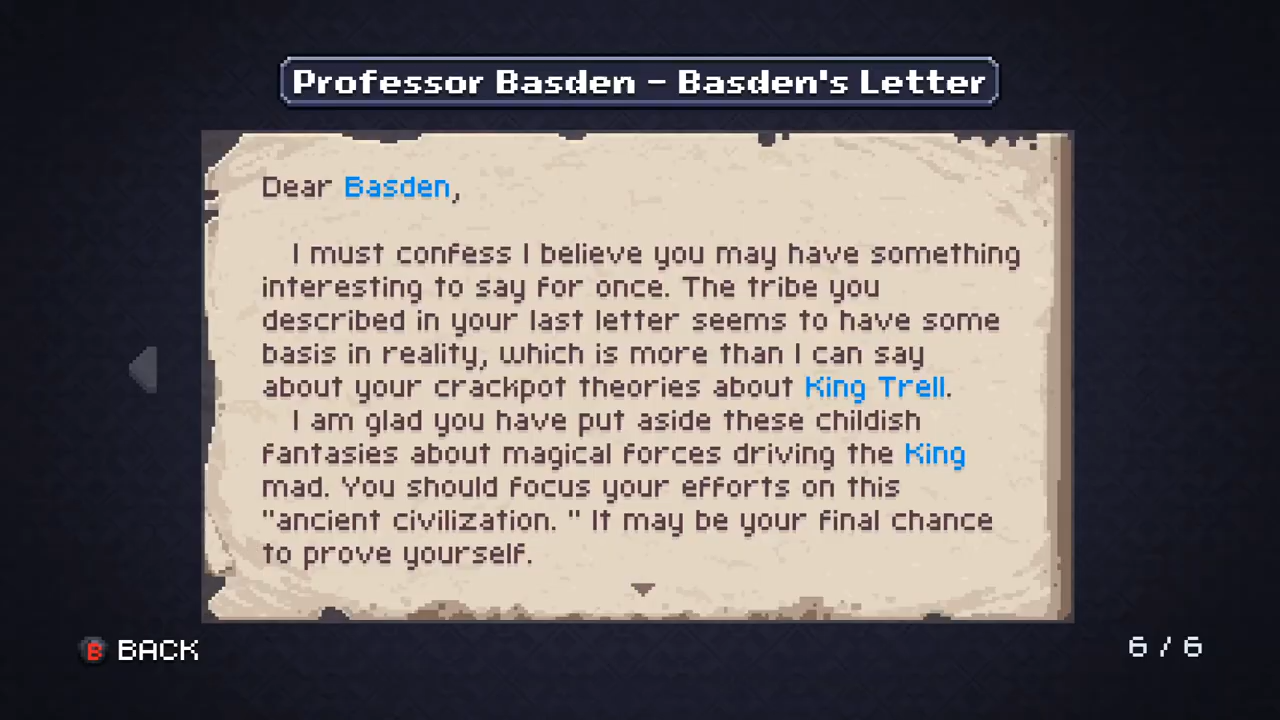 Professor Basden - Basden's Letter
Dear Basden,
I must confess I believe you may have something
interesting to say for once. The tribe you
described in your last letter seems to have some
basis in reality, which is more than I can say
about your crackpot theories about King Trell.
I am glad you have put aside these childish
fantasies about magical forces driving the King
mad. You should focus your efforts on this
"ancient civilization. " It may be your final chance
to prove yourself.
B BACK
6 / 6